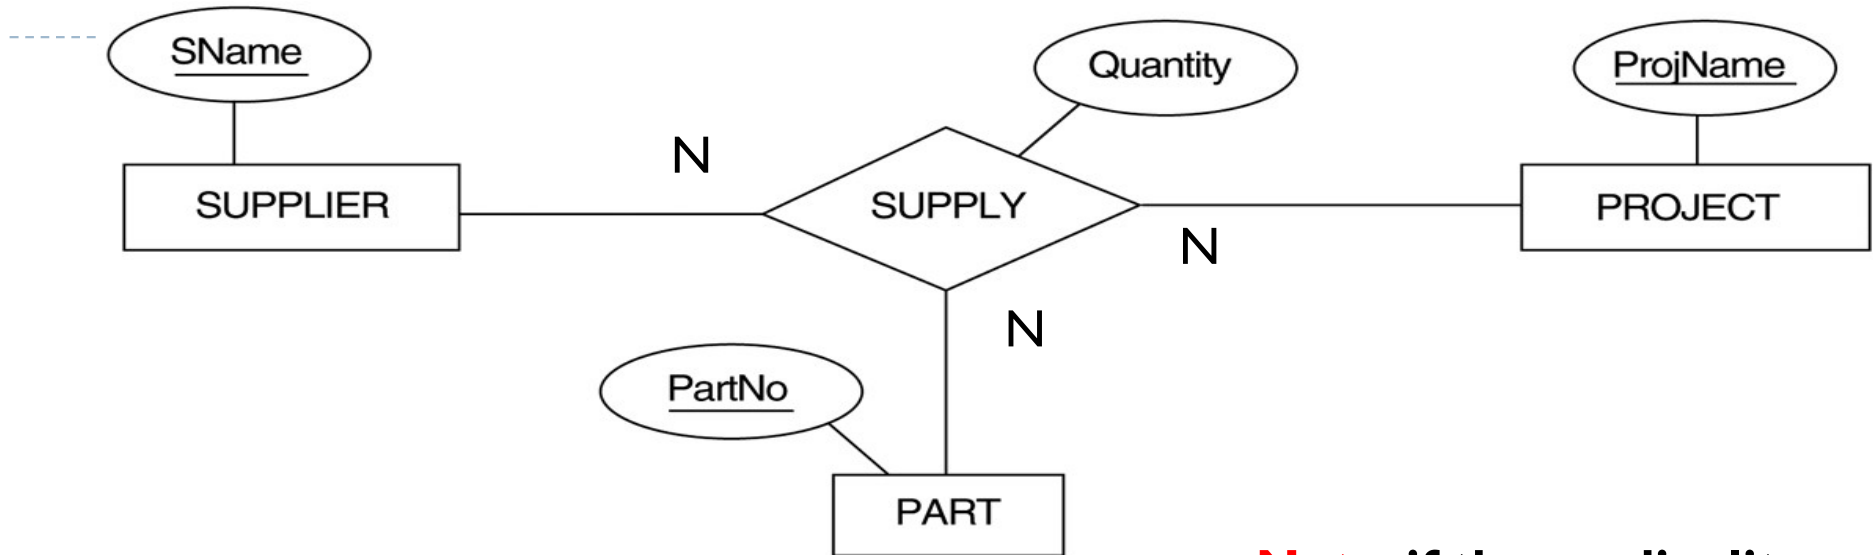 SName
Quantity
ProjName
N
SUPPLIER
SUPPLY
PROJECT
N
N
PartNo
PART